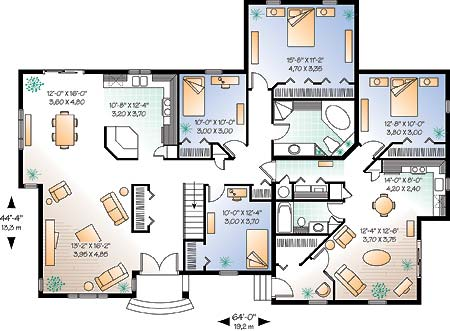 15'-8" X 11'-2"
4,70 X 3,35
12'-0" X 16'-0"
3,60 X 4,80
10'-8" X 12'-4"
3,20 X 3,70
10'-0" X 10'-0"
3,00 X 3,00
12'-8" X 10'-0"
3,80 X 3,00
14'-0" X 8'-0"
4,20 X 2,40
10'-0" X 12'-4"
3,00 X 3,70
12'-4" X 12'-6"
3,70 X 3,75
13'-2" X 16'-2"
3,95 X 4,85
44'-4"
13,3 m
64'-0"
19,2 m